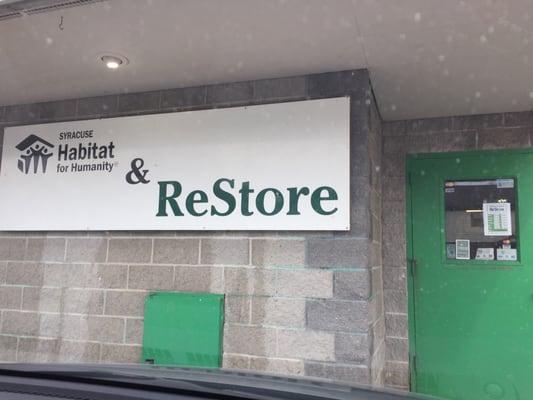 SYRACUSE
Habitat
for Humanity®
&
ReStore